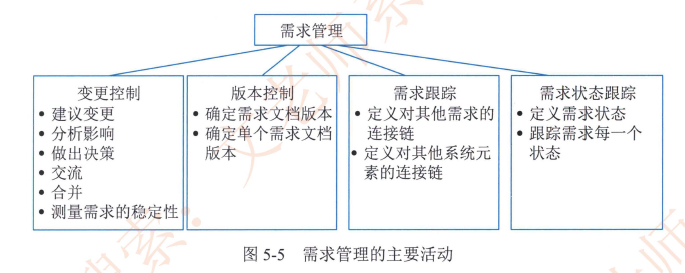 需求管理
变更控制
• 建议变更
• 分析影响
• 做出决策
• 交流
• 合并
• 测量需求的稳定性
版本控制
• 确定需求文档版本
• 确定单个需求文档
版本
需求跟踪
• 定义对其他需求的
连接链
• 定义对其他系统元
素的连接链
需求状态跟踪
• 定义需求状态
• 跟踪需求每一个
状态
图 5-5 需求管理的主要活动